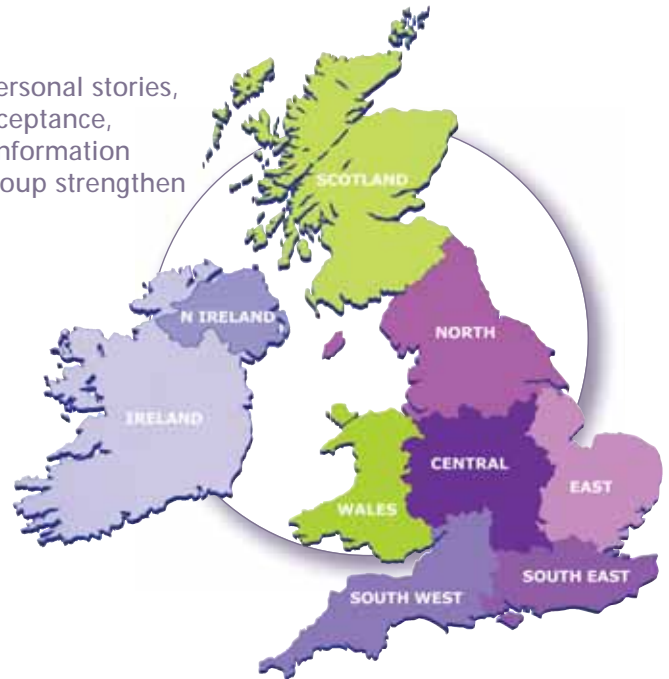 ersonal stories,
ceptance,
nformation
oup strengthen
SCOTLAND
N IRELAND
NORTH
IRELAND
CENTRAL
EAST
WALES
SOUTH EAST
SOUTH WEST